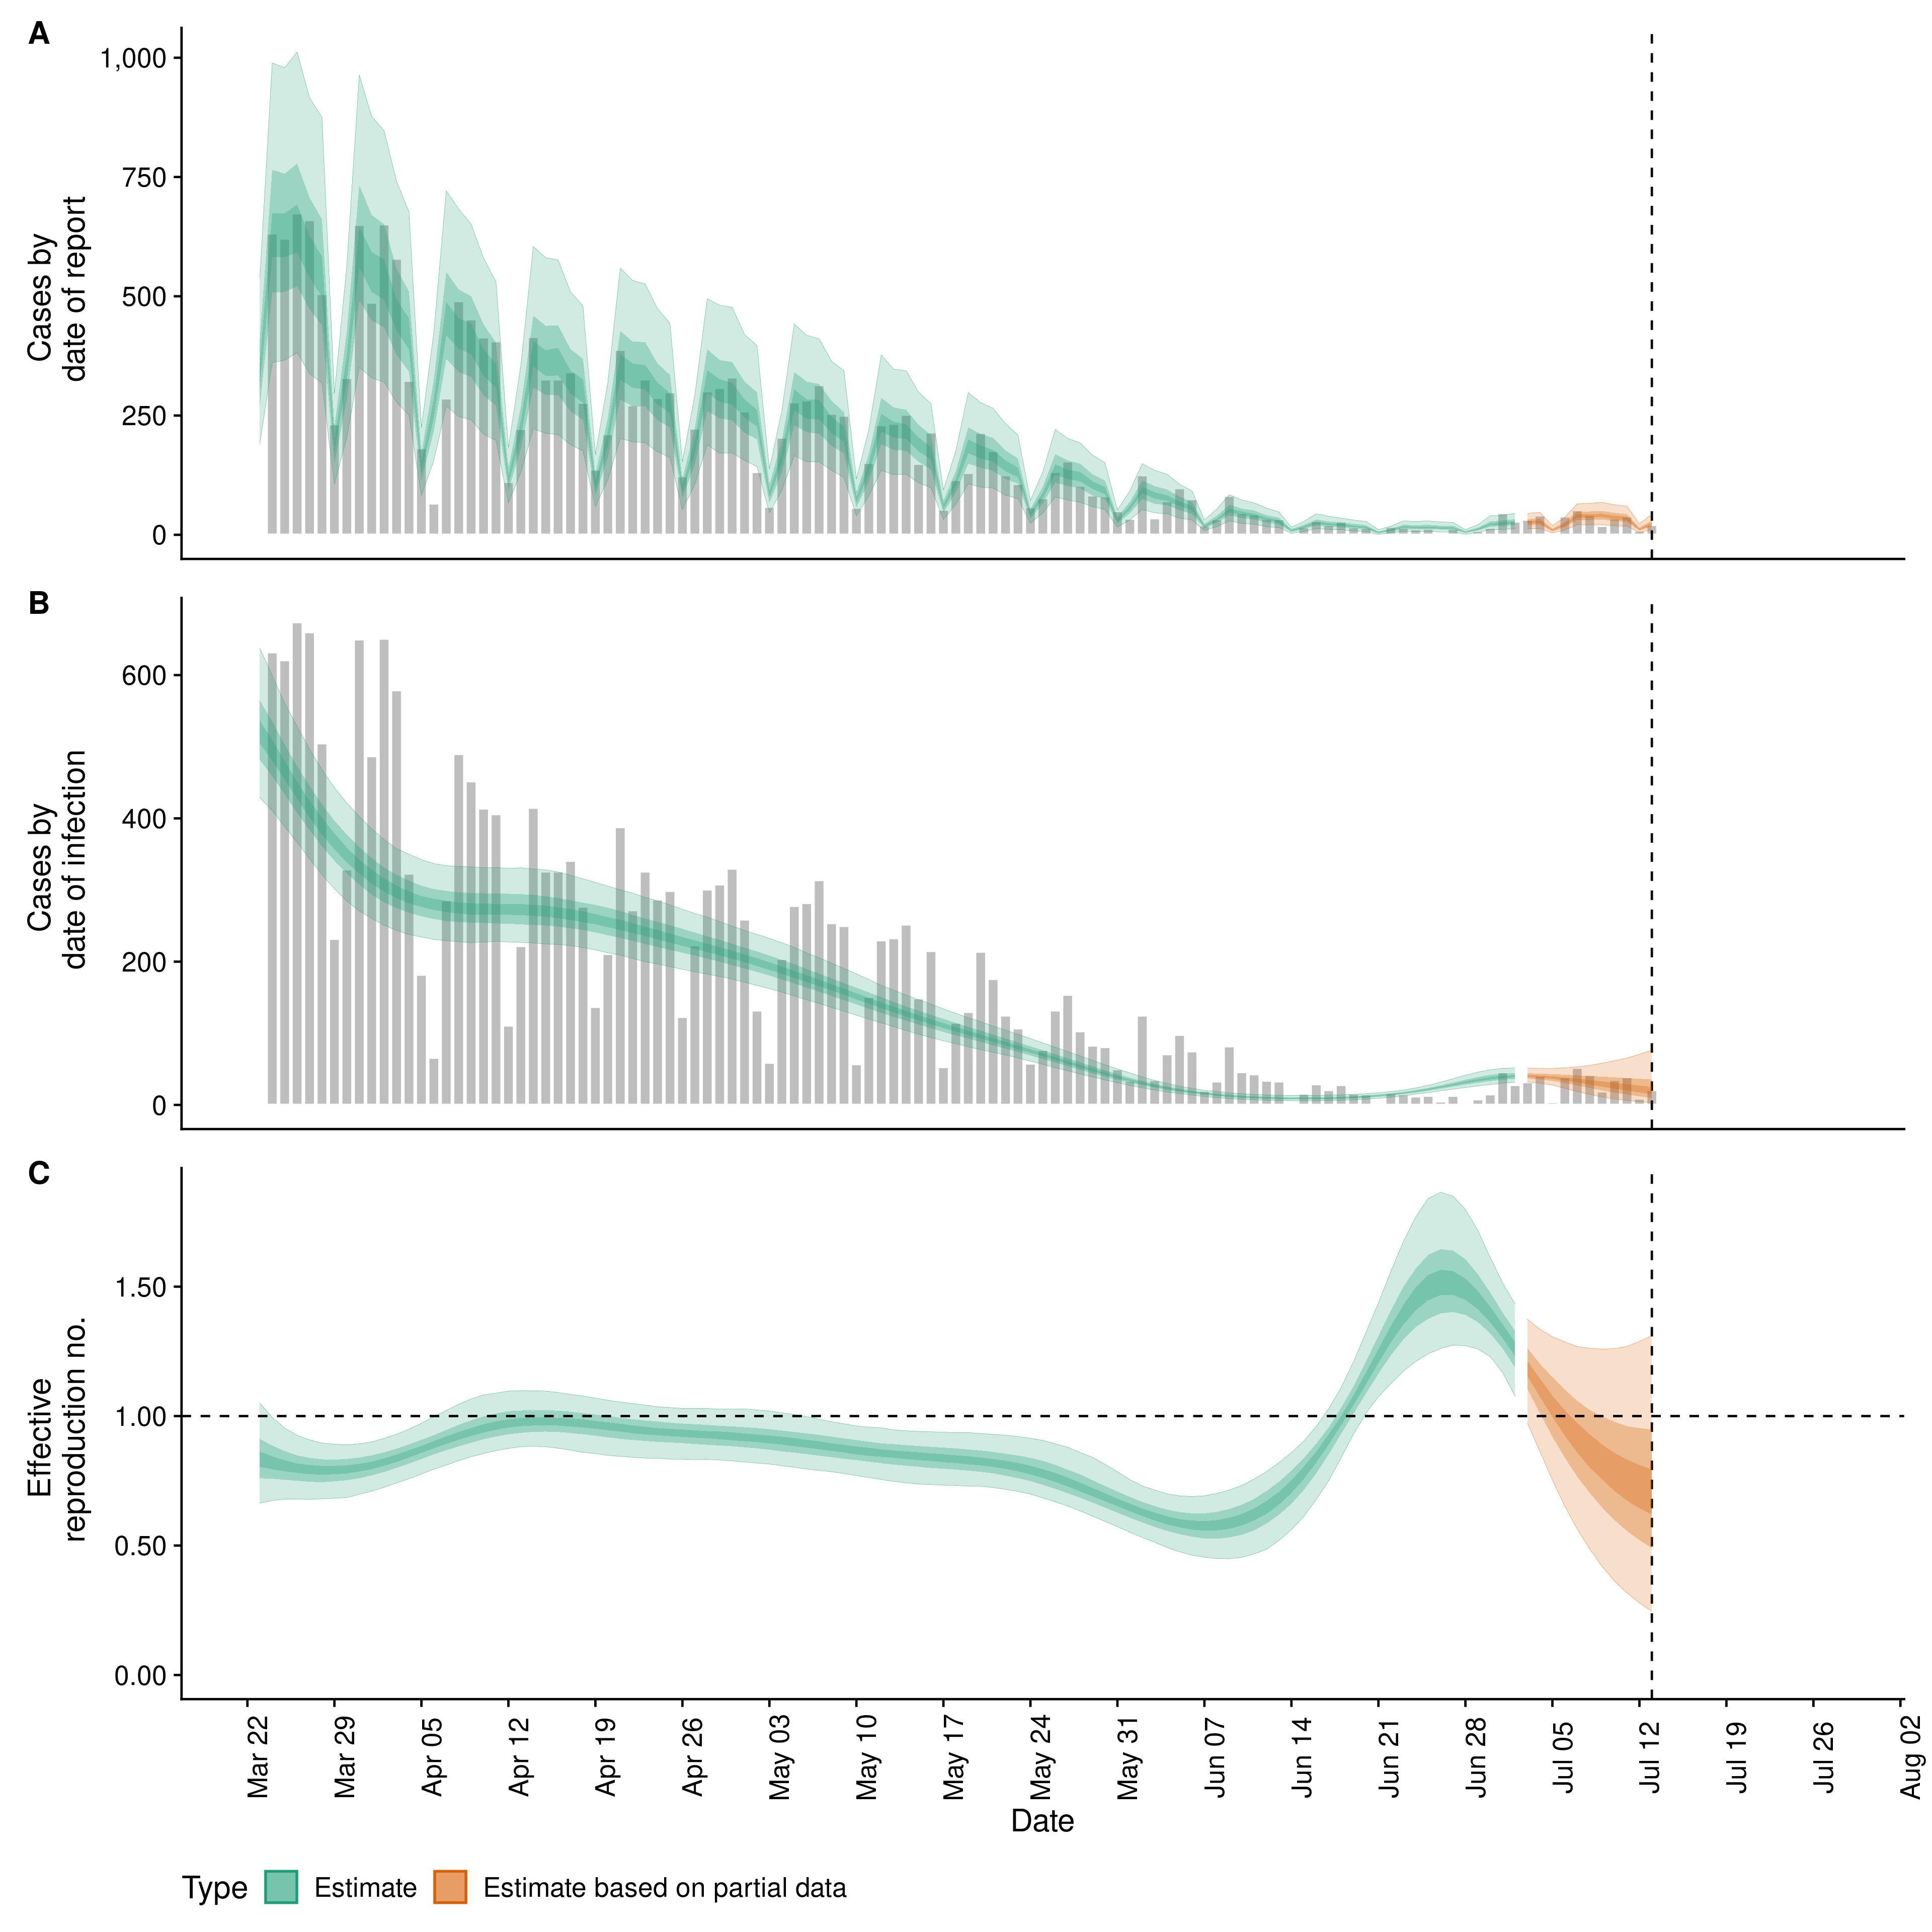 A
1,000
750
500
250
0
Cases by
date of report
B
600
400
200
0
Cases by
date of infection
C
1.50
1.00
0.50
0.00
Effective
reproduction no.
Mar 22
Mar 29
Apr 05
Apr 12
Apr 19
Apr 26
May 03
May 10
May 17
May 24
May 31
Jun 07
Jun 14
Jun 21
Jun 28
Jul 05
Jul 12
Jul 19
Jul 26
Aug 02
Date
Type Estimate Estimate based on partial data